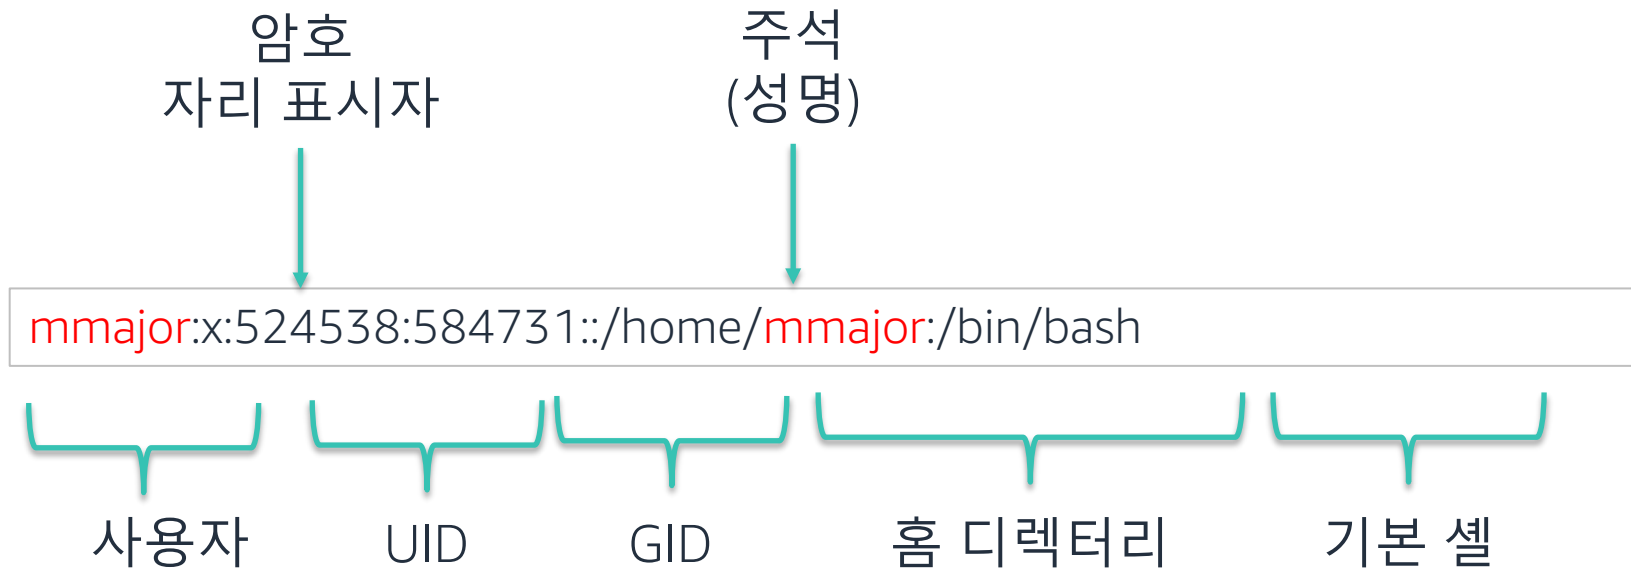 암호
자리 표시자
주석
(성명)
mmajor:x:524538:584731::/home/mmajor:/bin/bash
사용자
UID
GID
홈 디렉터리
기본 셸